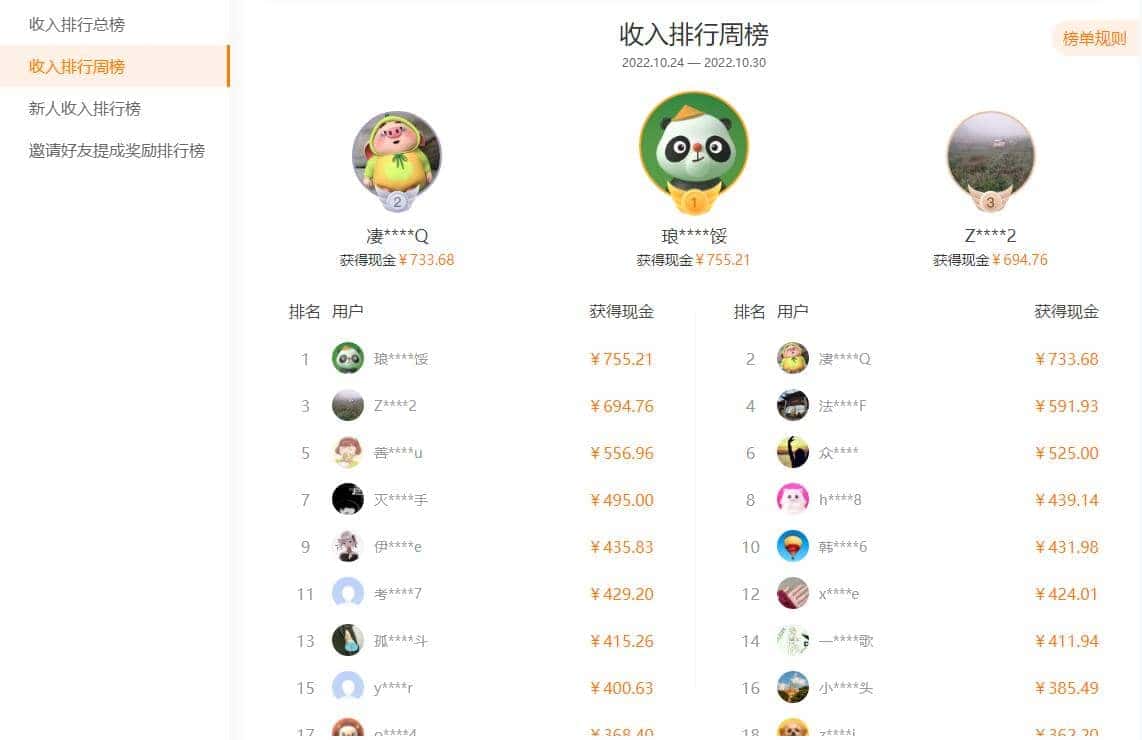 收入排行总榜
收入排行周榜
新人收入排行榜
邀请好友提成奖励排行榜
收入排行周榜
2022.10.24 — 2022.10.30
榜单规则
2
凄****Q
获得现金¥733.68
1
琅****馁
获得现金¥755.21
3
Z****2
获得现金¥694.76
排名 用户 获得现金 排名 用户 获得现金
1 琅****馁 ¥755.21 2 凄****Q ¥733.68
3 Z****2 ¥694.76 4 法****F ¥591.93
5 善****u ¥556.96 6 众**** ¥525.00
7 灭****手 ¥495.00 8 h****8 ¥439.14
9 伊****e ¥435.83 10 韩****6 ¥431.98
11 考****7 ¥429.20 12 x****e ¥424.01
13 孤****斗 ¥415.26 14 一****歌 ¥411.94
15 y****r ¥400.63 16 小****头 ¥385.49
17 ¥368.40 18 ¥362.20